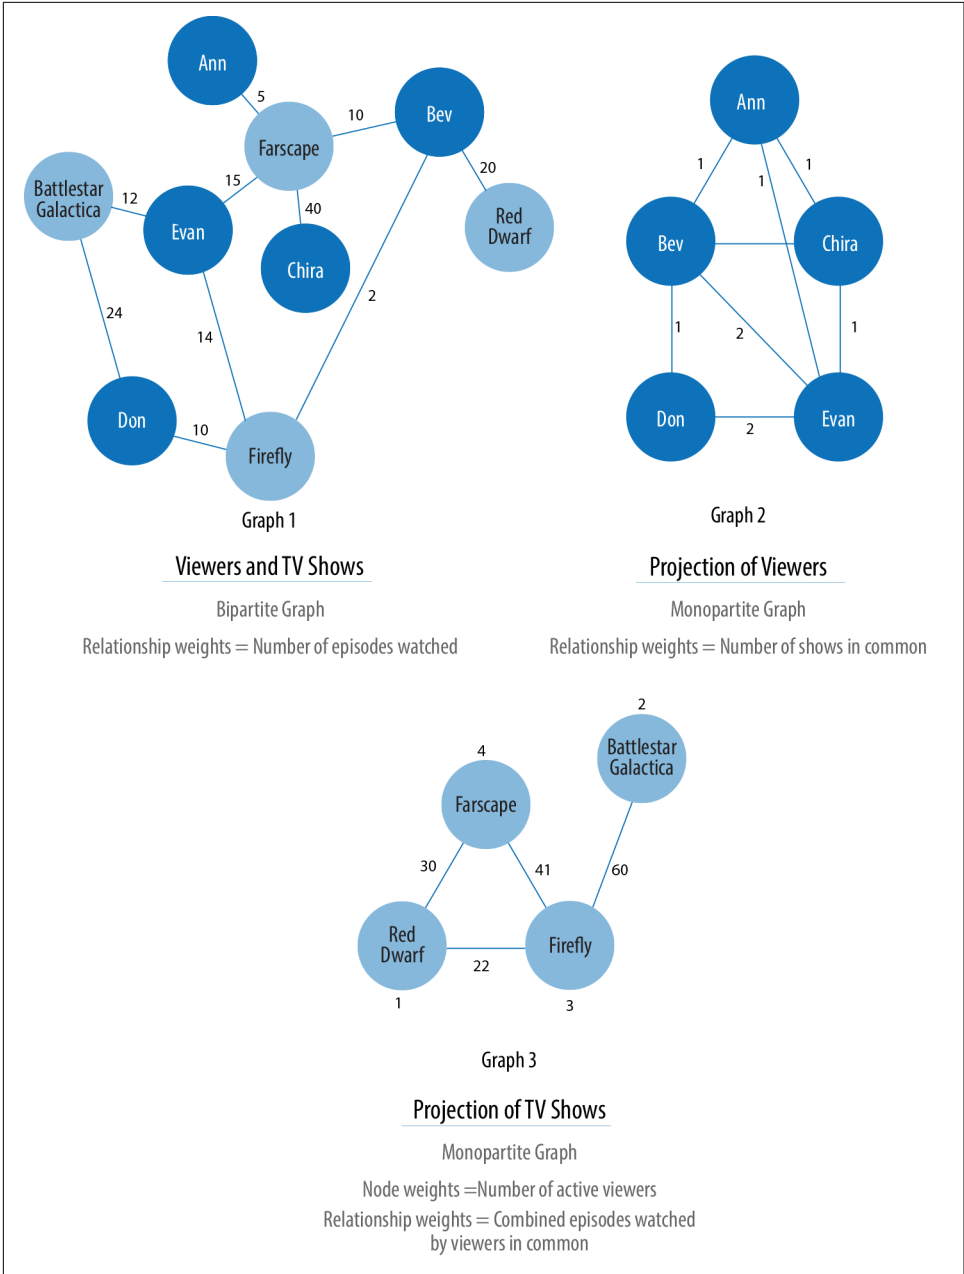 Ann
5
Farscape
10
Bev
Battlestar
Galactica
12
15
20
Evan
40
Red
Dwarf
Chira
24
2
14
Don
10
Firefly
Graph 1
Viewers and TV Shows
Bipartite Graph
Relationship weights = Number of episodes watched
Ann
1
1
1
Bev
Chira
1
2
1
Don
2
Evan
Graph 2
Projection of Viewers
Monopartite Graph
Relationship weights = Number of shows in common
2
Battlestar
Galactica
4
Farscape
30
41
60
Red
Dwarf
22
Firefly
1
3
Graph 3
Projection of TV Shows
Monopartite Graph
Node weights =Number of active viewers
Relationship weights = Combined episodes watched
by viewers in common